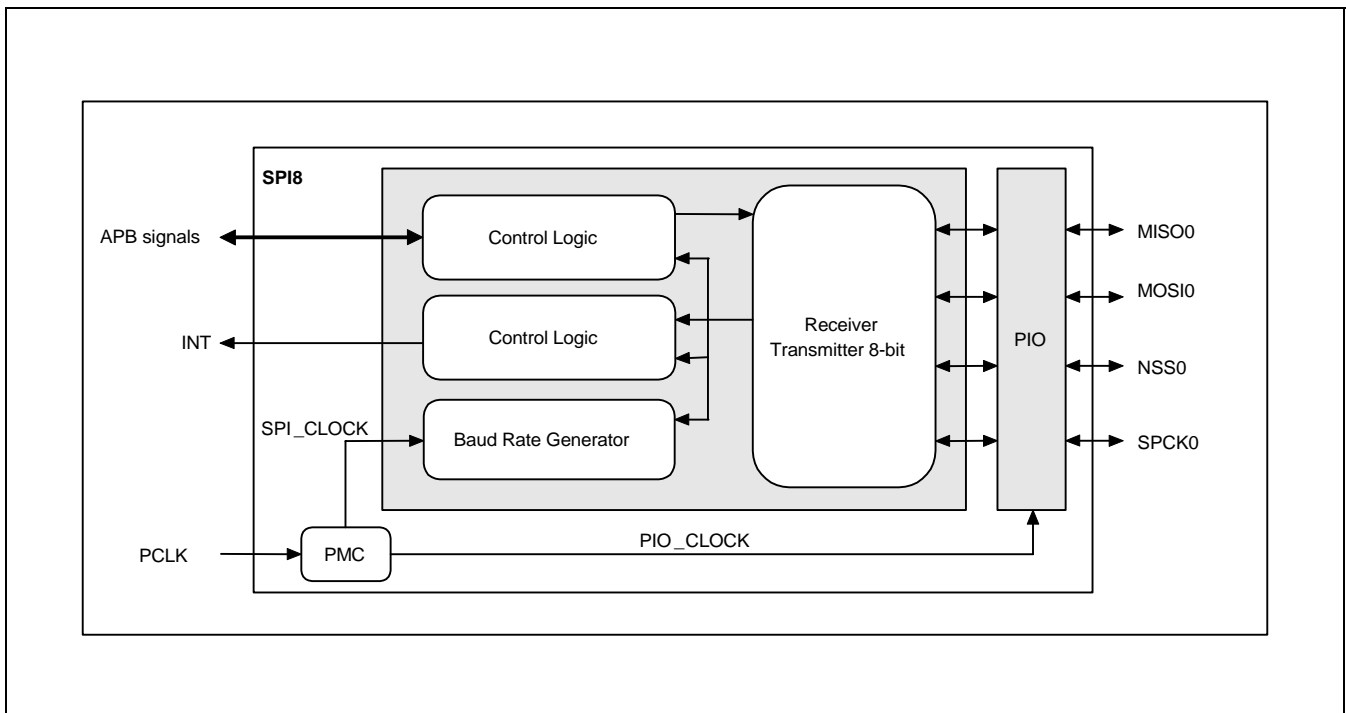 SPI8
APB signals
Control Logic
MISO0
MOSI0
INT
Control Logic
Receiver
Transmitter 8-bit
PIO
NSS0
SPI_CLOCK
Baud Rate Generator
SPCK0
PCLK
PMC
PIO_CLOCK